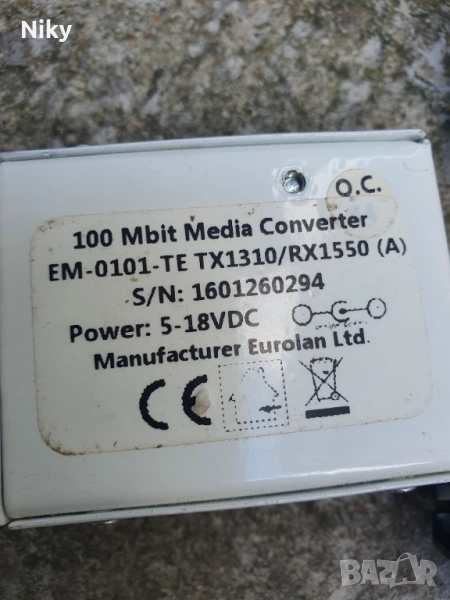 Niky
O.C.
100 Mbit Media Converter
EM-0101-TE TX1310/RX1550 (A)
S/N: 1601260294
Power: 5-18VDC
Manufacturer Eurolan Ltd.
CE
BAZAR